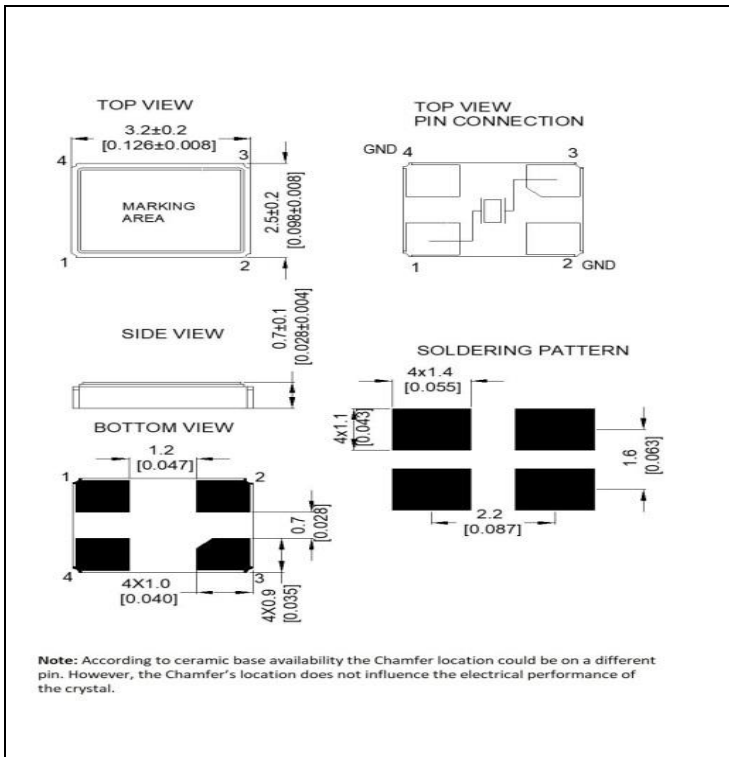 TOP VIEW
3.2±0.2
[0.126±0.008]
4
3
MARKING
AREA
2.5±0.2
[0.098±0.008]
1
2
TOP VIEW
PIN CONNECTION
GND 4
3
1
2 GND
SIDE VIEW
0.7±0.1
[0.028±0.004]
BOTTOM VIEW
1.2
[0.047]
1
2
0.7
[0.028]
4
3
4X1.0
[0.040]
4X0.9
[0.035]
SOLDERING PATTERN
4x1.4
[0.055]
4x1.1
[0.043]
1.6
[0.063]
2.2
[0.087]
Note: According to ceramic base availability the Chamfer location could be on a different
pin. However, the Chamfer's location does not influence the electrical performance of
the crystal.